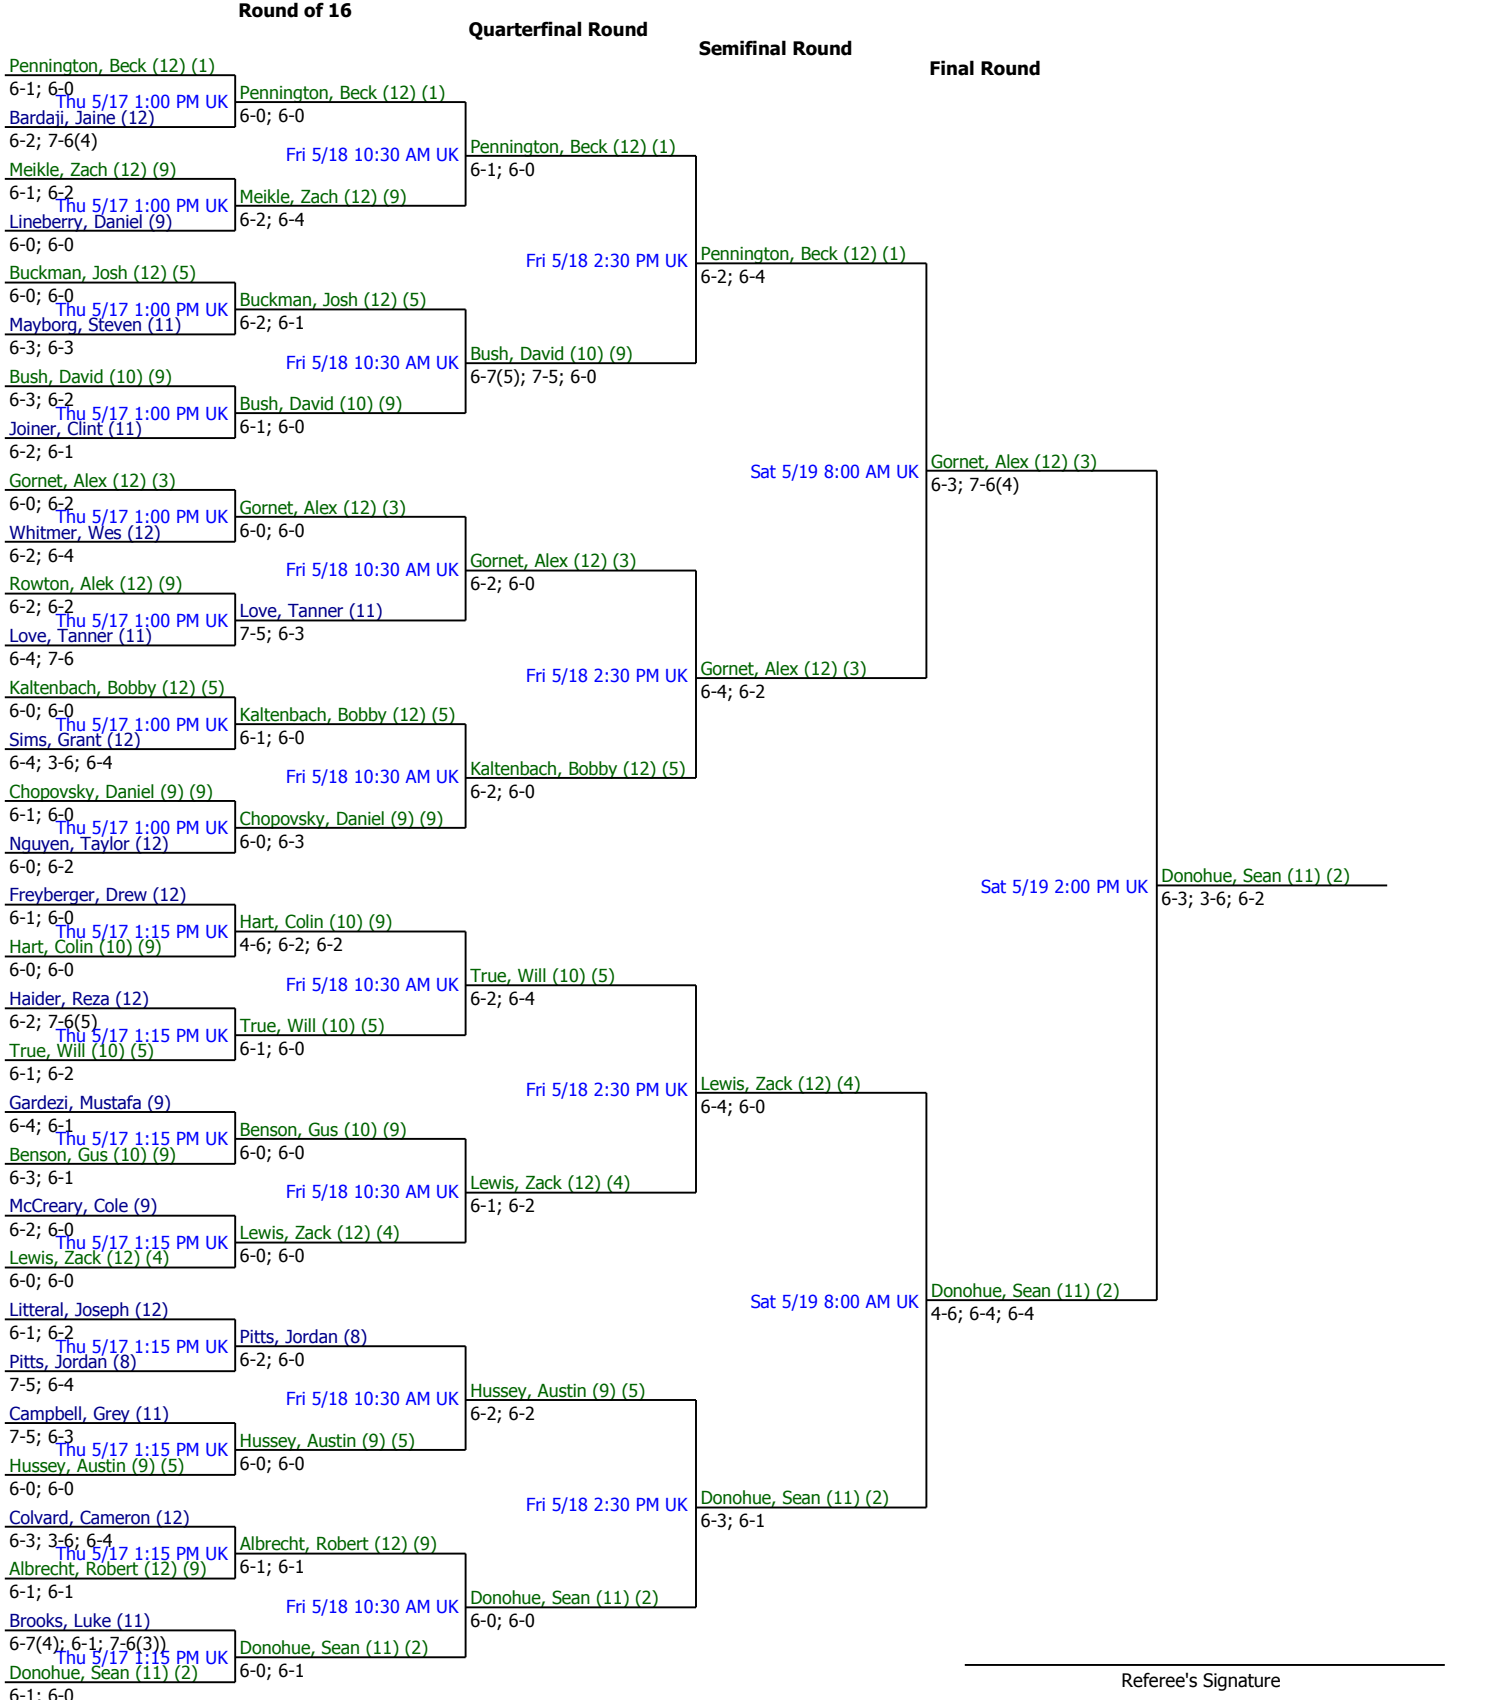 Round of 16
Quarterfinal Round
Semifinal Round
Final Round
Pennington, Beck (12) (1)
6-1; 6-0
Thu 5/17 1:00 PM UK
Bardaji, Jaine (12)
6-2; 7-6(4)
Meikle, Zach (12) (9)
6-1; 6-2
Thu 5/17 1:00 PM UK
Lineberry, Daniel (9)
6-0; 6-0
Buckman, Josh (12) (5)
6-0; 6-0
Thu 5/17 1:00 PM UK
Mayborg, Steven (11)
6-3; 6-3
Bush, David (10) (9)
6-3; 6-2
Thu 5/17 1:00 PM UK
Joiner, Clint (11)
6-2; 6-1
Gornet, Alex (12) (3)
6-0; 6-2
Thu 5/17 1:00 PM UK
Whitmer, Wes (12)
6-2; 6-4
Rowton, Alek (12) (9)
6-2; 6-2
Thu 5/17 1:00 PM UK
Love, Tanner (11)
6-4; 7-6
Kaltenbach, Bobby (12) (5)
6-0; 6-0
Thu 5/17 1:00 PM UK
Sims, Grant (12)
6-4; 3-6; 6-4
Chopovsky, Daniel (9) (9)
6-1; 6-0
Thu 5/17 1:00 PM UK
Nguyen, Taylor (12)
6-0; 6-2
Freyberger, Drew (12)
6-1; 6-0
Thu 5/17 1:15 PM UK
Hart, Colin (10) (9)
6-0; 6-0
Haider, Reza (12)
6-2; 7-6(5)
Thu 5/17 1:15 PM UK
True, Will (10) (5)
6-1; 6-2
Gardezi, Mustafa (9)
6-4; 6-1
Thu 5/17 1:15 PM UK
Benson, Gus (10) (9)
6-3; 6-1
McCreary, Cole (9)
6-2; 6-0
Thu 5/17 1:15 PM UK
Lewis, Zack (12) (4)
6-0; 6-0
Litteral, Joseph (12)
6-1; 6-2
Thu 5/17 1:15 PM UK
Pitts, Jordan (8)
7-5; 6-4
Campbell, Grey (11)
7-5; 6-3
Thu 5/17 1:15 PM UK
Hussey, Austin (9) (5)
6-0; 6-0
Colvard, Cameron (12)
6-3; 3-6; 6-4
Thu 5/17 1:15 PM UK
Albrecht, Robert (12) (9)
6-1; 6-1
Brooks, Luke (11)
6-7(4); 6-1; 7-6(3))
Thu 5/17 1:15 PM UK
Donohue, Sean (11) (2)
6-1; 6-0
Pennington, Beck (12) (1)
6-0; 6-0
Fri 5/18 10:30 AM UK
Meikle, Zach (12) (9)
6-2; 6-4
Buckman, Josh (12) (5)
6-2; 6-1
Fri 5/18 10:30 AM UK
Bush, David (10) (9)
6-1; 6-0
Gornet, Alex (12) (3)
6-0; 6-0
Fri 5/18 10:30 AM UK
Love, Tanner (11)
7-5; 6-3
Kaltenbach, Bobby (12) (5)
6-1; 6-0
Fri 5/18 10:30 AM UK
Chopovsky, Daniel (9) (9)
6-0; 6-3
Hart, Colin (10) (9)
4-6; 6-2; 6-2
Fri 5/18 10:30 AM UK
True, Will (10) (5)
6-1; 6-0
Benson, Gus (10) (9)
6-0; 6-0
Fri 5/18 10:30 AM UK
Lewis, Zack (12) (4)
6-0; 6-0
Pitts, Jordan (8)
6-2; 6-0
Fri 5/18 10:30 AM UK
Hussey, Austin (9) (5)
6-0; 6-0
Albrecht, Robert (12) (9)
6-1; 6-1
Fri 5/18 10:30 AM UK
Donohue, Sean (11) (2)
6-0; 6-1
Pennington, Beck (12) (1)
6-1; 6-0
Fri 5/18 2:30 PM UK
Bush, David (10) (9)
6-7(5); 7-5; 6-0
Gornet, Alex (12) (3)
6-2; 6-0
Fri 5/18 2:30 PM UK
Kaltenbach, Bobby (12) (5)
6-2; 6-0
True, Will (10) (5)
6-2; 6-4
Fri 5/18 2:30 PM UK
Lewis, Zack (12) (4)
6-1; 6-2
Hussey, Austin (9) (5)
6-2; 6-2
Fri 5/18 2:30 PM UK
Donohue, Sean (11) (2)
6-0; 6-0
Pennington, Beck (12) (1)
6-2; 6-4
Sat 5/19 8:00 AM UK
Gornet, Alex (12) (3)
6-4; 6-2
Lewis, Zack (12) (4)
6-4; 6-0
Sat 5/19 8:00 AM UK
Donohue, Sean (11) (2)
6-3; 6-1
Gornet, Alex (12) (3)
6-3; 7-6(4)
Sat 5/19 2:00 PM UK
Donohue, Sean (11) (2)
4-6; 6-4; 6-4
Donohue, Sean (11) (2)
6-3; 3-6; 6-2
Referee's Signature